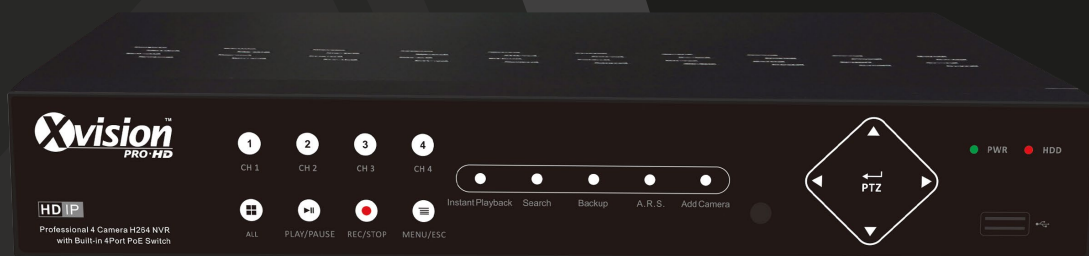 Xvision™
PRO·HD
1 2 3 4
CH 1 CH 2 CH 3 CH 4
Instant Playback Search Backup A.R.S. Add Camera
PTZ
PWR HDD
HD IP
Professional 4 Camera H264 NVR
with Built-in 4Port PoE Switch
ALL PLAY/PAUSE REC/STOP MENU/ESC